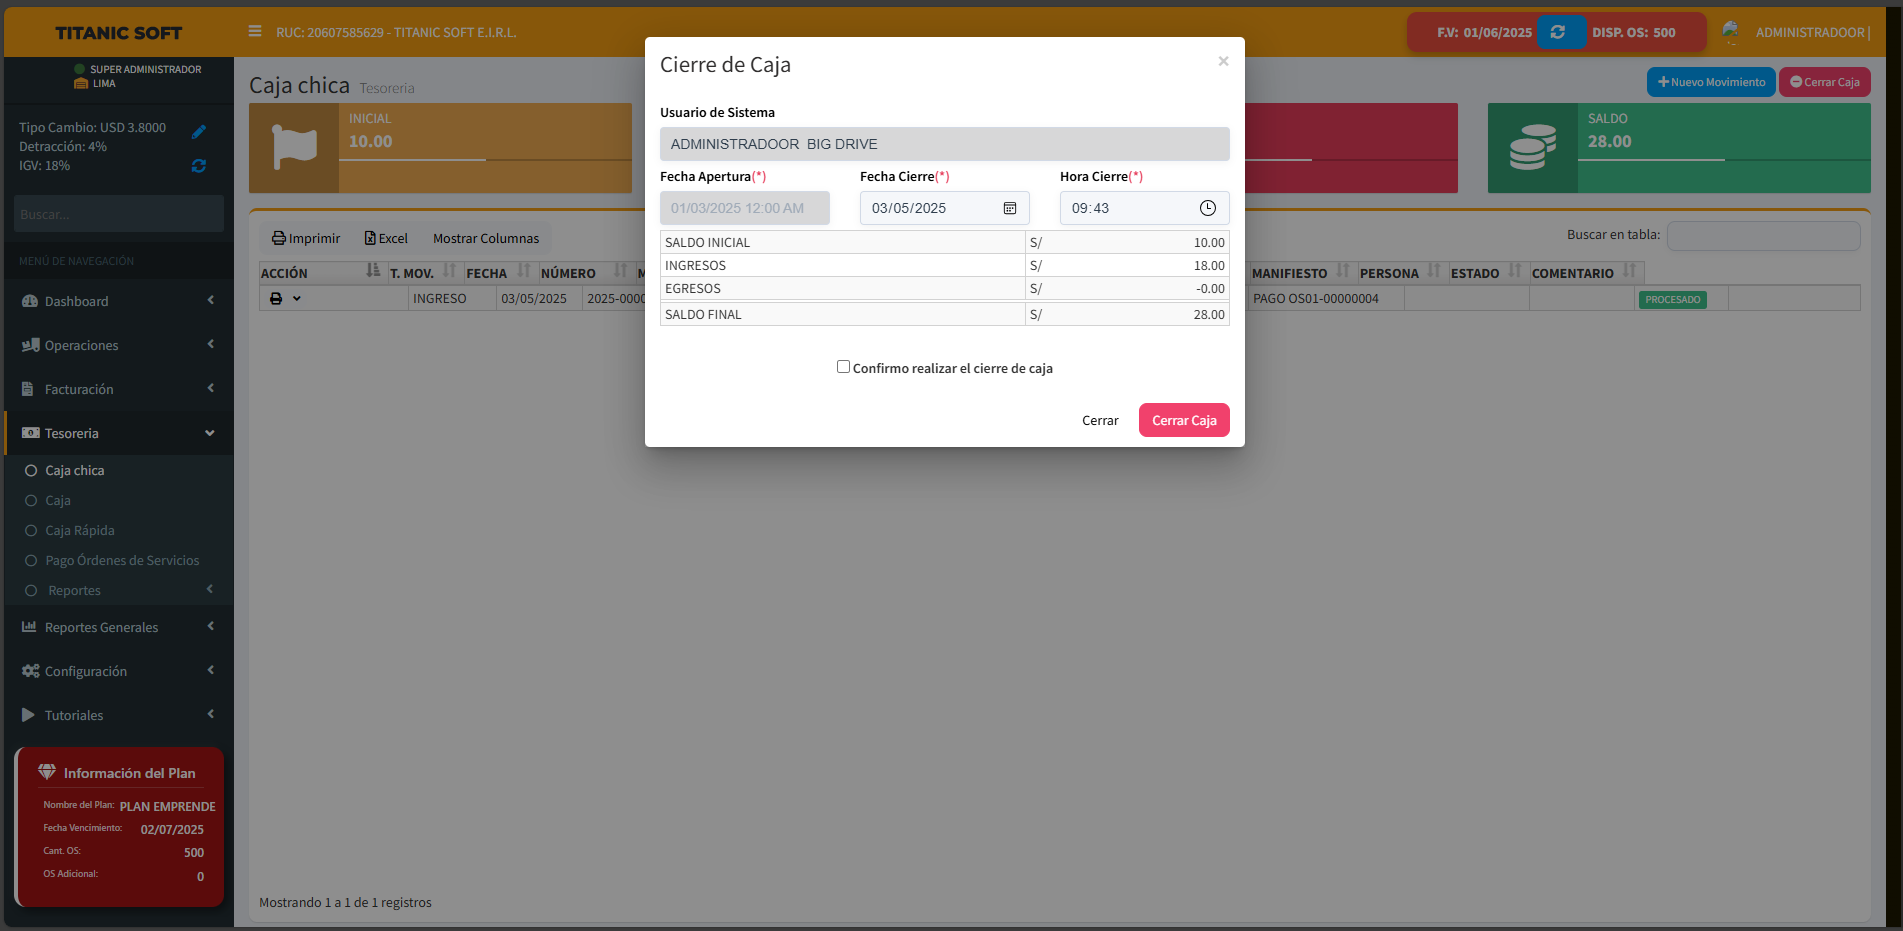 TITANIC SOFT
RUC: 20607585629 - TITANIC SOFT E.I.R.L.
F.V: 01/06/2025
DISP. OS: 500
ADMINISTRADOOR |
SUPER ADMINISTRADOR
LIMA
Tipo Cambio: USD 3.8000
Detracción: 4%
IGV: 18%
Buscar...
MENÚ DE NAVEGACIÓN
Dashboard
Operaciones
Facturación
Tesoreria
Caja chica
Caja
Caja Rápida
Pago Órdenes de Servicios
Reportes
Reportes Generales
Configuración
Tutoriales
Información del Plan
Nombre del Plan: PLAN EMPRENDE
Fecha Vencimiento: 02/07/2025
Cant. OS: 500
OS Adicional: 0
Caja chica Tesoreria
Nuevo Movimiento
Cerrar Caja
INICIAL
10.00
SALDO
28.00
Imprimir
Excel
Mostrar Columnas
Buscar en tabla:
ACCIÓN T. MOV. FECHA NÚMERO MANIFIESTO PERSONA ESTADO COMENTARIO
INGRESO 03/05/2025 2025-0000 PAGO OS01-00000004 PROCESADO
Mostrando 1 a 1 de 1 registros
Cierre de Caja
×
Usuario de Sistema
ADMINISTRADOOR BIG DRIVE
Fecha Apertura(*) Fecha Cierre(*) Hora Cierre(*)
01/03/2025 12:00 AM 03/05/2025 09:43
SALDO INICIAL S/ 10.00
INGRESOS S/ 18.00
EGRESOS S/ -0.00
SALDO FINAL S/ 28.00
Confirmo realizar el cierre de caja
Cerrar
Cerrar Caja